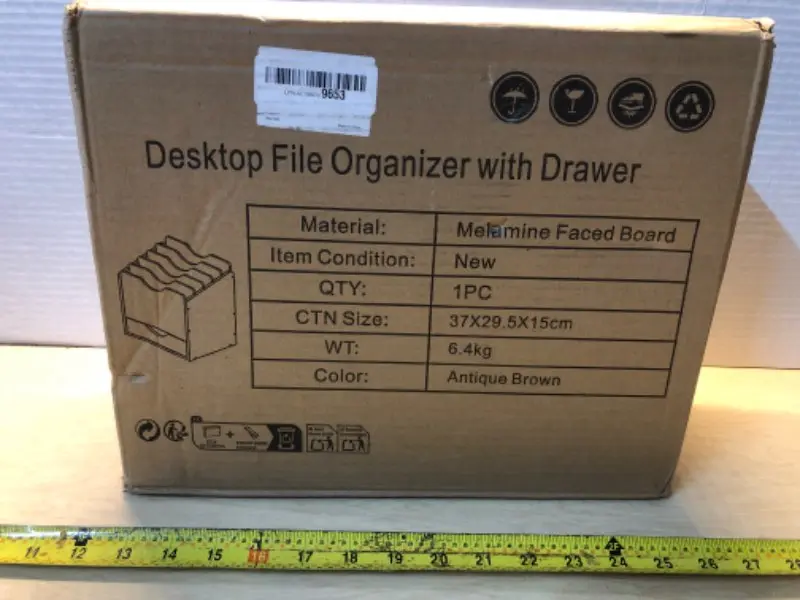 9653
Desktop File Organizer with Drawer
Material: Melamine Faced Board
Item Condition: New
QTY: 1PC
CTN Size: 37X29.5X15cm
WT: 6.4kg
Color: Antique Brown
11 12 13 14 15 16 17 18 19 20 21 22 23 24 25 26 27 28